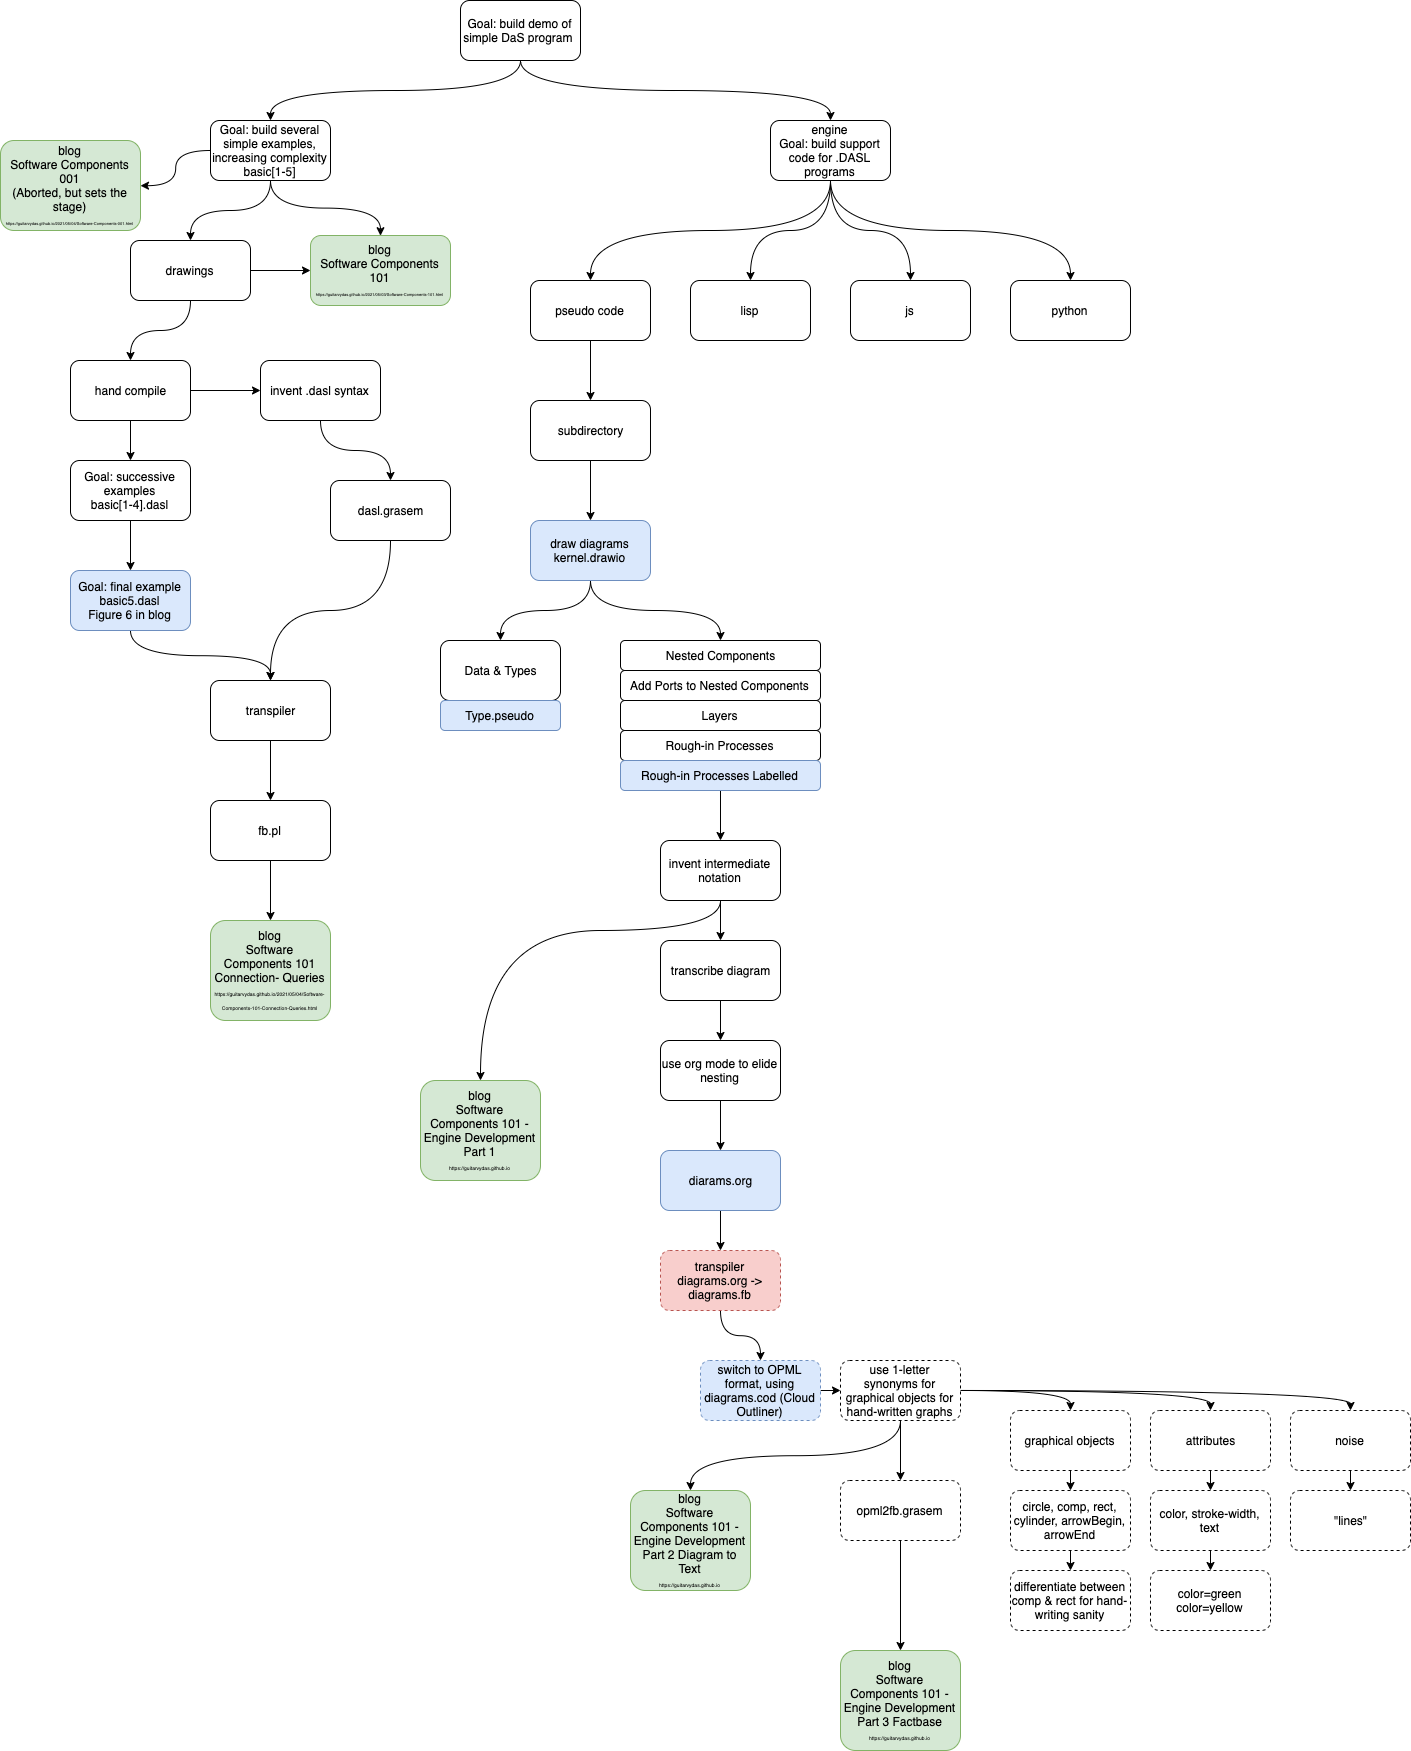 Goal: build demo of
simple DaS program
Goal: build several
simple examples,
increasing complexity
basic[1-5]
engine
Goal: build support
code for .DASL
programs
blog
Software Components
001
(Aborted, but sets the
stage)
https://guitarvydas.github.io/2021/06/04/Software-Components-001.html
drawings
blog
Software Components
101
https://guitarvydas.github.io/2021/06/03/Software-Components-101.html
pseudo code
lisp
js
python
hand compile
invent .dasl syntax
subdirectory
Goal: successive
examples
basic[1-4].dasl
dasl.grasem
draw diagrams
kernel.drawio
Goal: final example
basic5.dasl
Figure 6 in blog
Data & Types
Type.pseudo
Nested Components
Add Ports to Nested Components
Layers
Rough-in Processes
Rough-in Processes Labelled
transpiler
fb.pl
invent intermediate
notation
blog
Software
Components 101
Connection- Queries
https://guitarvydas.github.io/2021/05/04/Software-
Components-101-Connection-Queries.html
transcribe diagram
use org mode to elide
nesting
blog
Software
Components 101 -
Engine Development
Part 1
https://guitarvydas.github.io
diarams.org
transpiler
diagrams.org ->
diagrams.fb
switch to OPML
format, using
diagrams.cod (Cloud
Outliner)
use 1-letter
synonyms for
graphical objects for
hand-written graphs
graphical objects
attributes
noise
blog
Software
Components 101 -
Engine Development
Part 2 Diagram to
Text
https://guitarvydas.github.io
opml2fb.grasem
circle, comp, rect,
cylinder, arrowBegin,
arrowEnd
color, stroke-width,
text
"lines"
differentiate between
comp & rect for hand-
writing sanity
color=green
color=yellow
blog
Software
Components 101 -
Engine Development
Part 3 Factbase
https://guitarvydas.github.io